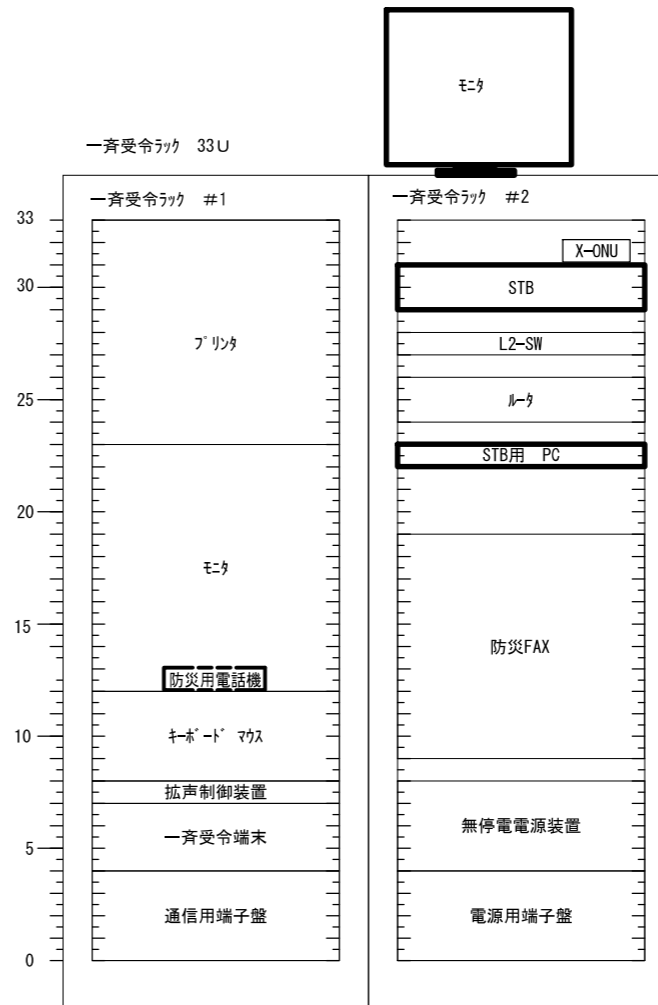 モニタ
一斉受令ラック 33U
一斉受令ラック #1
一斉受令ラック #2
33
X-ONU
30
STB
プリンタ
L2-SW
25
ルータ
STB用 PC
20
モニタ
15
防災FAX
防災用電話機
10
キーボード マウス
拡声制御装置
無停電電源装置
5
一斉受令端末
通信用端子盤
電源用端子盤
0